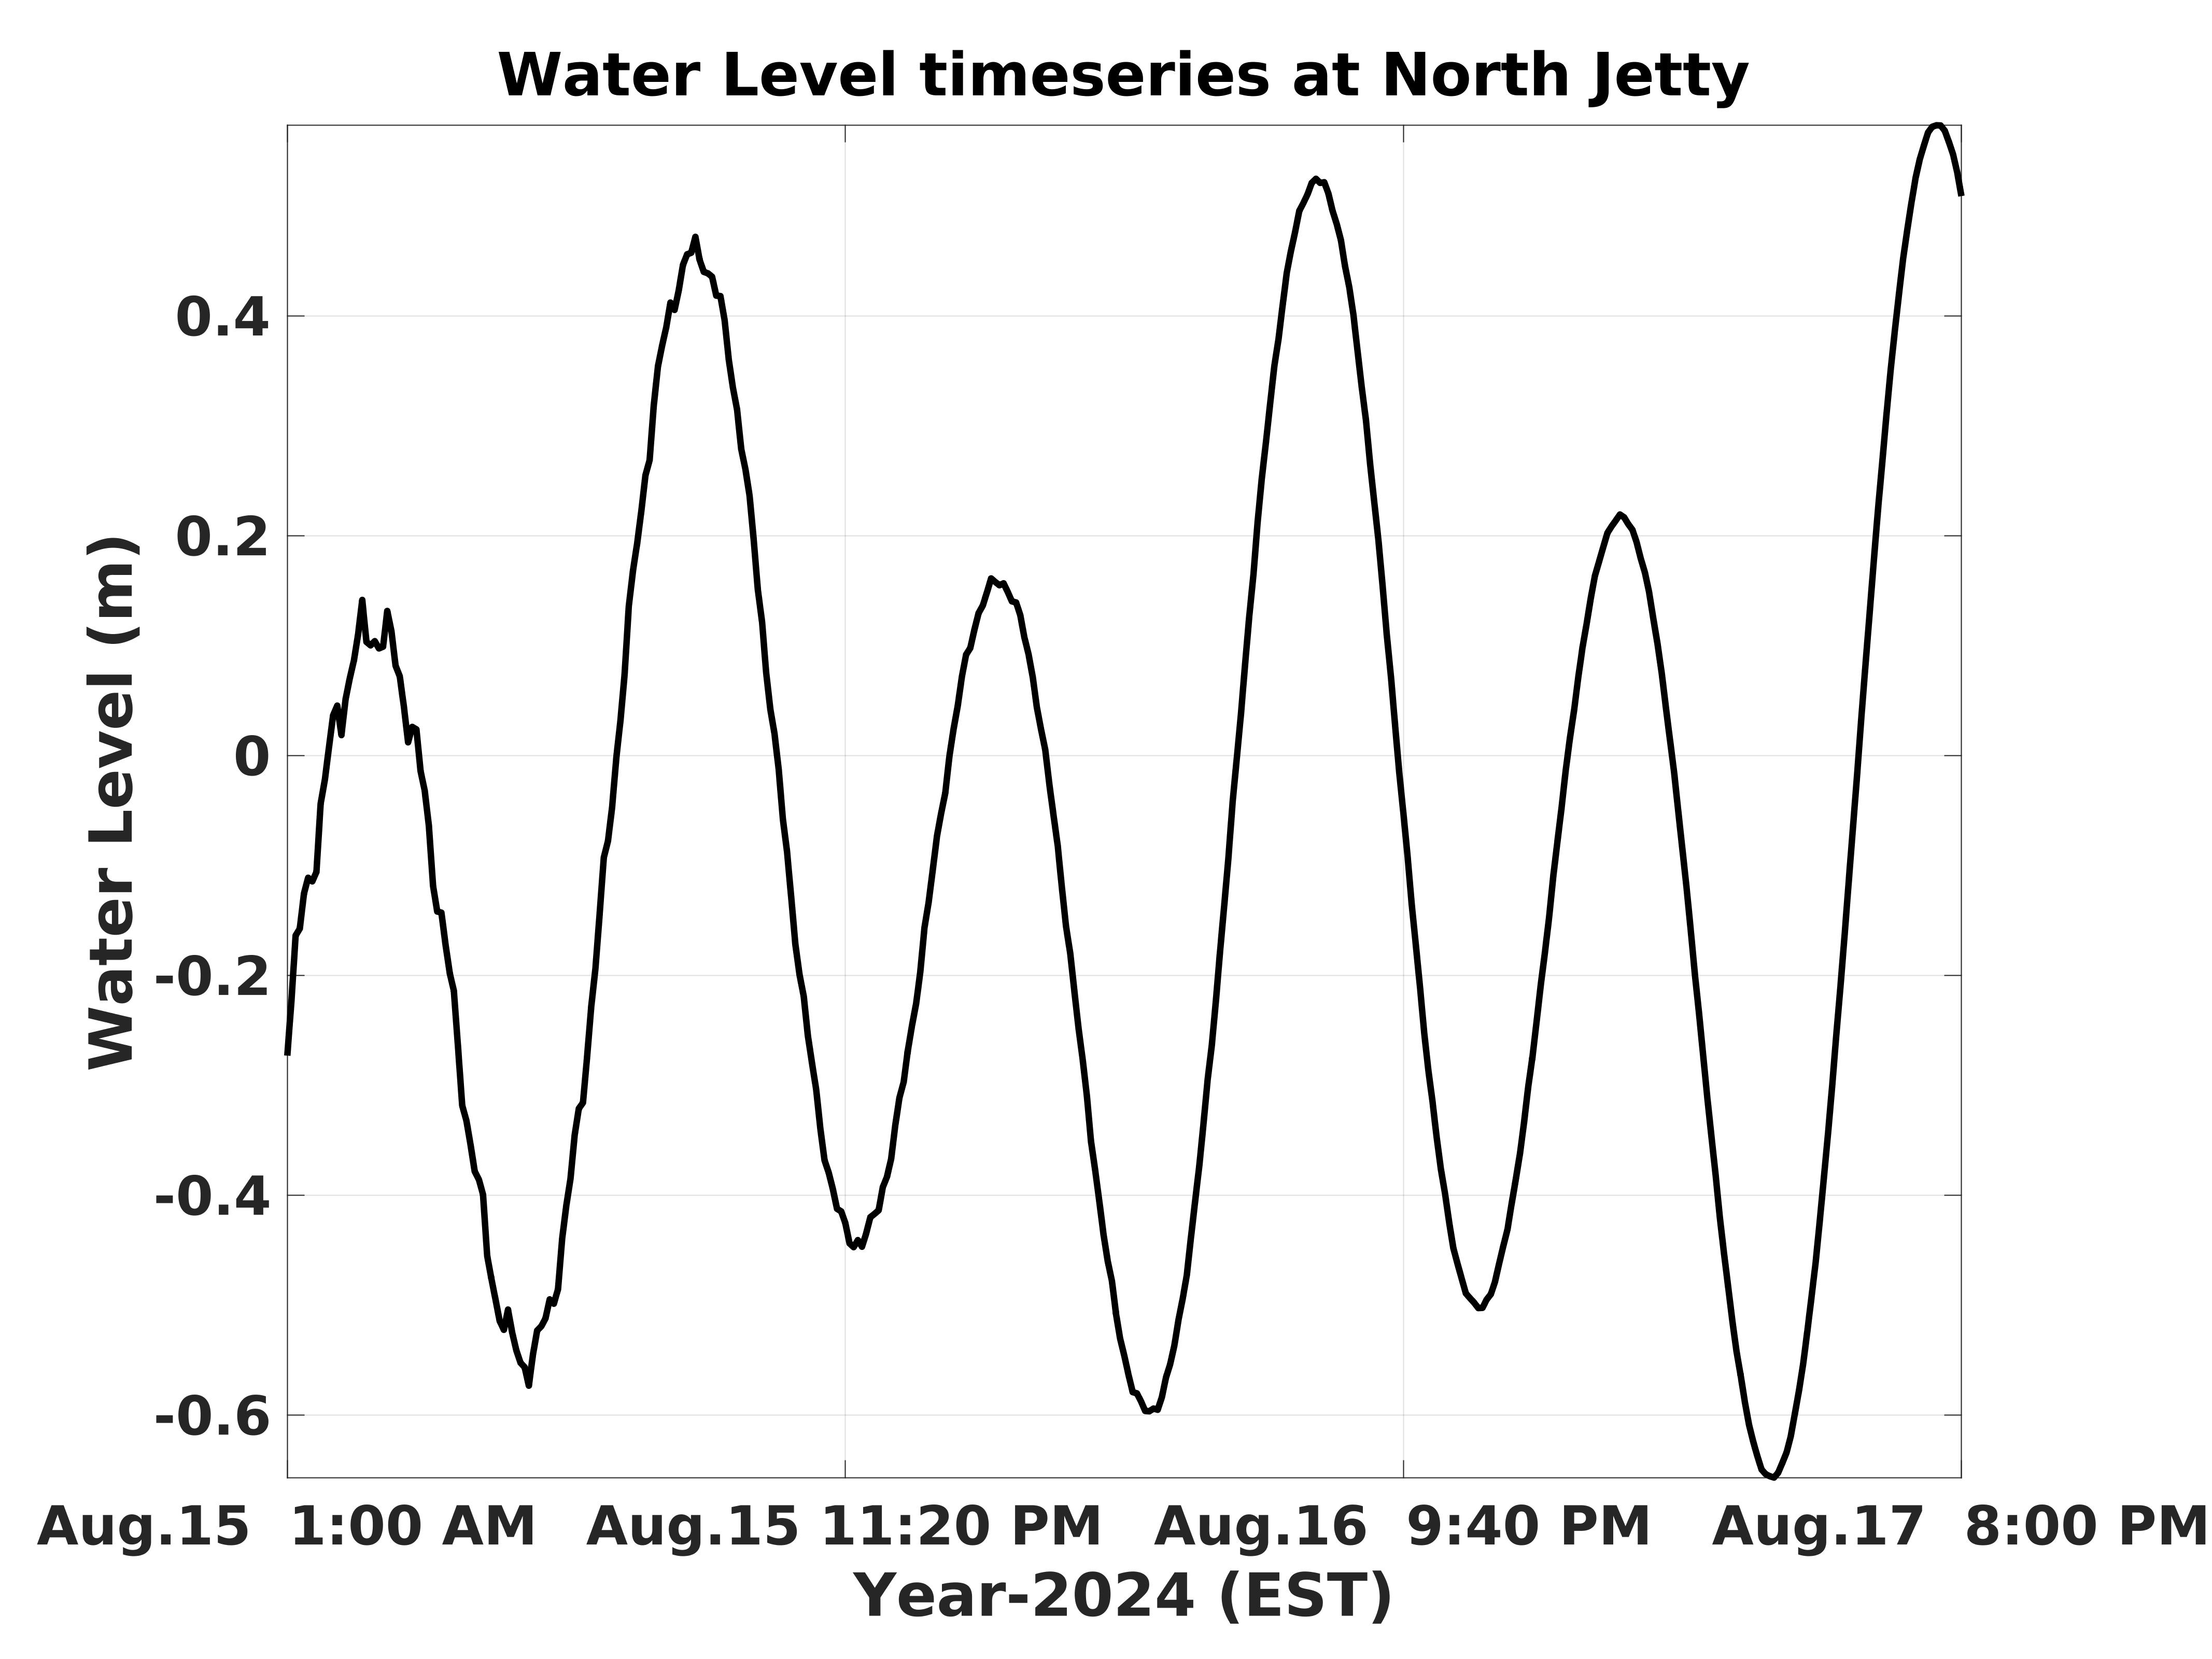 Water Level timeseries at North Jetty
Water Level (m)
0.4
0.2
0
-0.2
-0.4
-0.6
Aug.15  1:00 AM
Aug.15 11:20 PM
Aug.16  9:40 PM
Aug.17  8:00 PM
Year-2024 (EST)